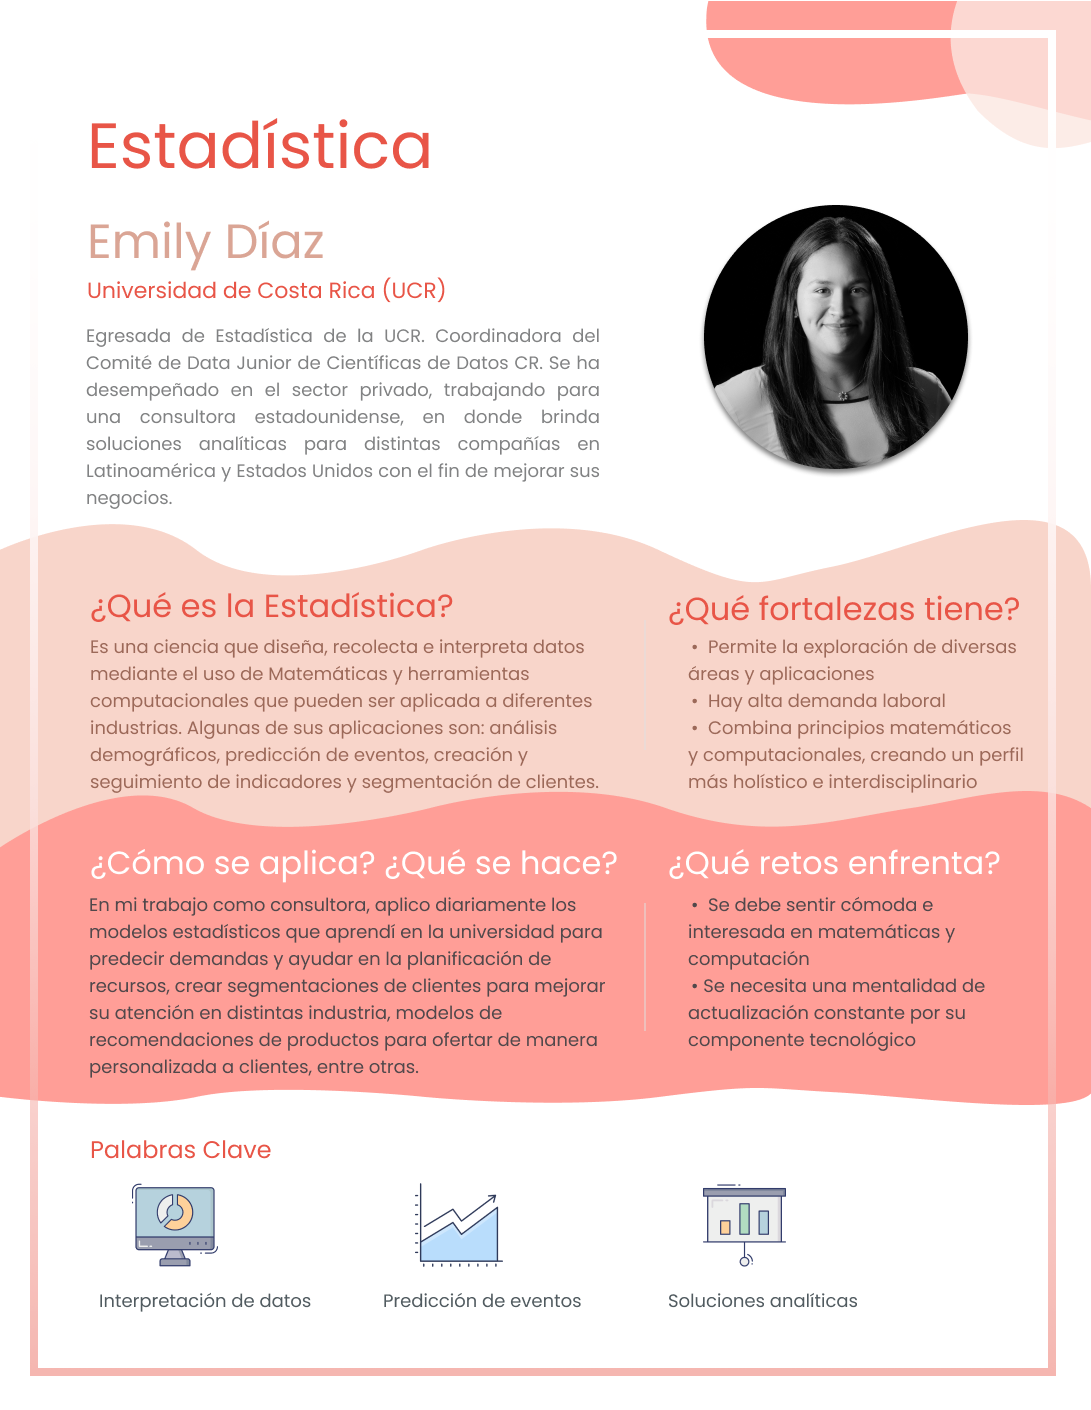 Estadística
Emily Díaz
Universidad de Costa Rica (UCR)
Egresada de Estadística de la UCR. Coordinadora del
Comité de Data Junior de Científicas de Datos CR. Se ha
desempeñado en el sector privado, trabajando para
una consultora estadounidense, en donde brinda
soluciones analíticas para distintas compañías en
Latinoamérica y Estados Unidos con el fin de mejorar sus
negocios.
¿Qué es la Estadística?
Es una ciencia que diseña, recolecta e interpreta datos
mediante el uso de Matemáticas y herramientas
computacionales que pueden ser aplicada a diferentes
industrias. Algunas de sus aplicaciones son: análisis
demográficos, predicción de eventos, creación y
seguimiento de indicadores y segmentación de clientes.
¿Qué fortalezas tiene?
• Permite la exploración de diversas
áreas y aplicaciones
• Hay alta demanda laboral
• Combina principios matemáticos
y computacionales, creando un perfil
más holístico e interdisciplinario
¿Cómo se aplica? ¿Qué se hace?
En mi trabajo como consultora, aplico diariamente los
modelos estadísticos que aprendí en la universidad para
predecir demandas y ayudar en la planificación de
recursos, crear segmentaciones de clientes para mejorar
su atención en distintas industria, modelos de
recomendaciones de productos para ofertar de manera
personalizada a clientes, entre otras.
¿Qué retos enfrenta?
• Se debe sentir cómoda e
interesada en matemáticas y
computación
• Se necesita una mentalidad de
actualización constante por su
componente tecnológico
Palabras Clave
Interpretación de datos
Predicción de eventos
Soluciones analíticas